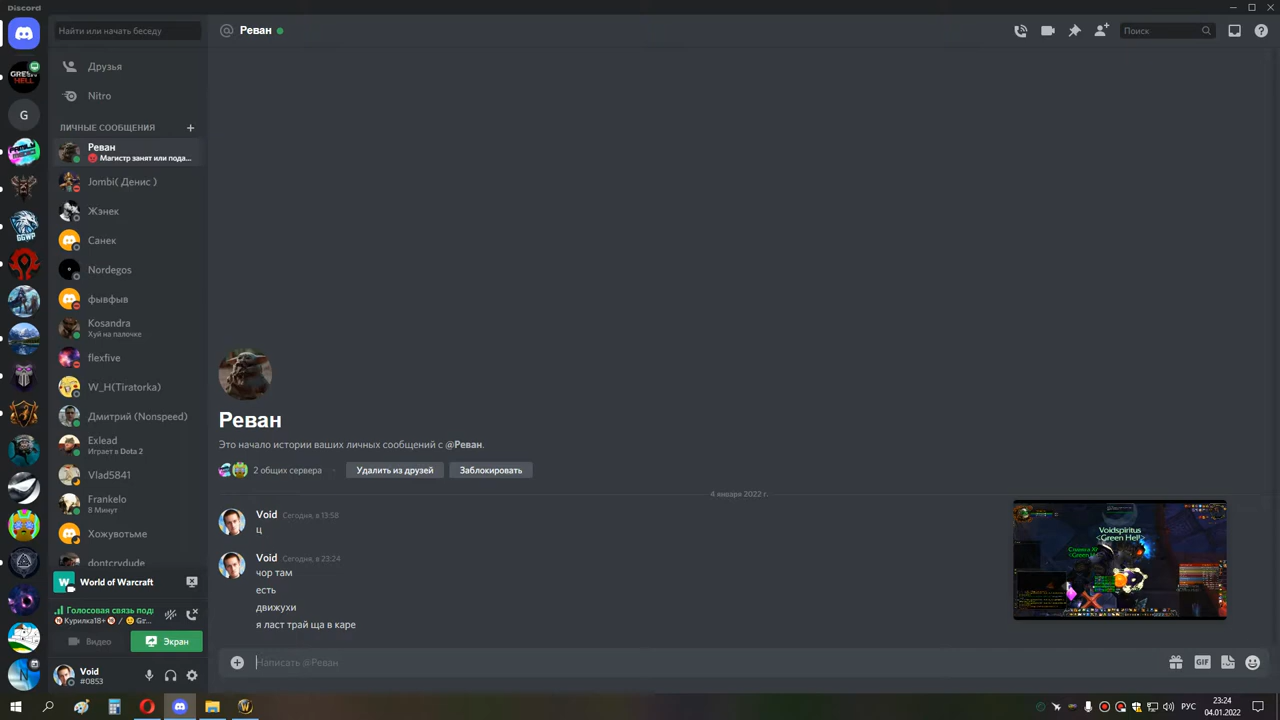 Discord
Найти или начать беседу
@ Реван
Поиск
Друзья
Nitro
ЛИЧНЫЕ СООБЩЕНИЯ
Реван
Магистр занят или пода...
Jombi( Денис )
Жэнек
Санек
Nordegos
фывфыв
Kosandra
Хуй на палочке
flexfive
W_H(Tiratorka)
Дмитрий (Nonspeed)
Exlead
Играет в Dota 2
Vlad5841
Frankelo
8 Минут
Хожувотьме
dontcrydude
GREEN HELL
G
GGWP
Реван
Это начало истории ваших личных сообщений с @Реван.
2 общих сервера
Удалить из друзей
Заблокировать
4 января 2022 г.
Void Сегодня, в 13:58
ц
Void Сегодня, в 23:24
чор там
есть
движухи
я ласт трай ща в каре
Voidspiritus
<Green Hell>
World of Warcraft
Голосовая связь под
Курилка18+
Видео
Экран
Void
#0853
Написать @Реван
GIF
РУС
23:24
04.01.2022